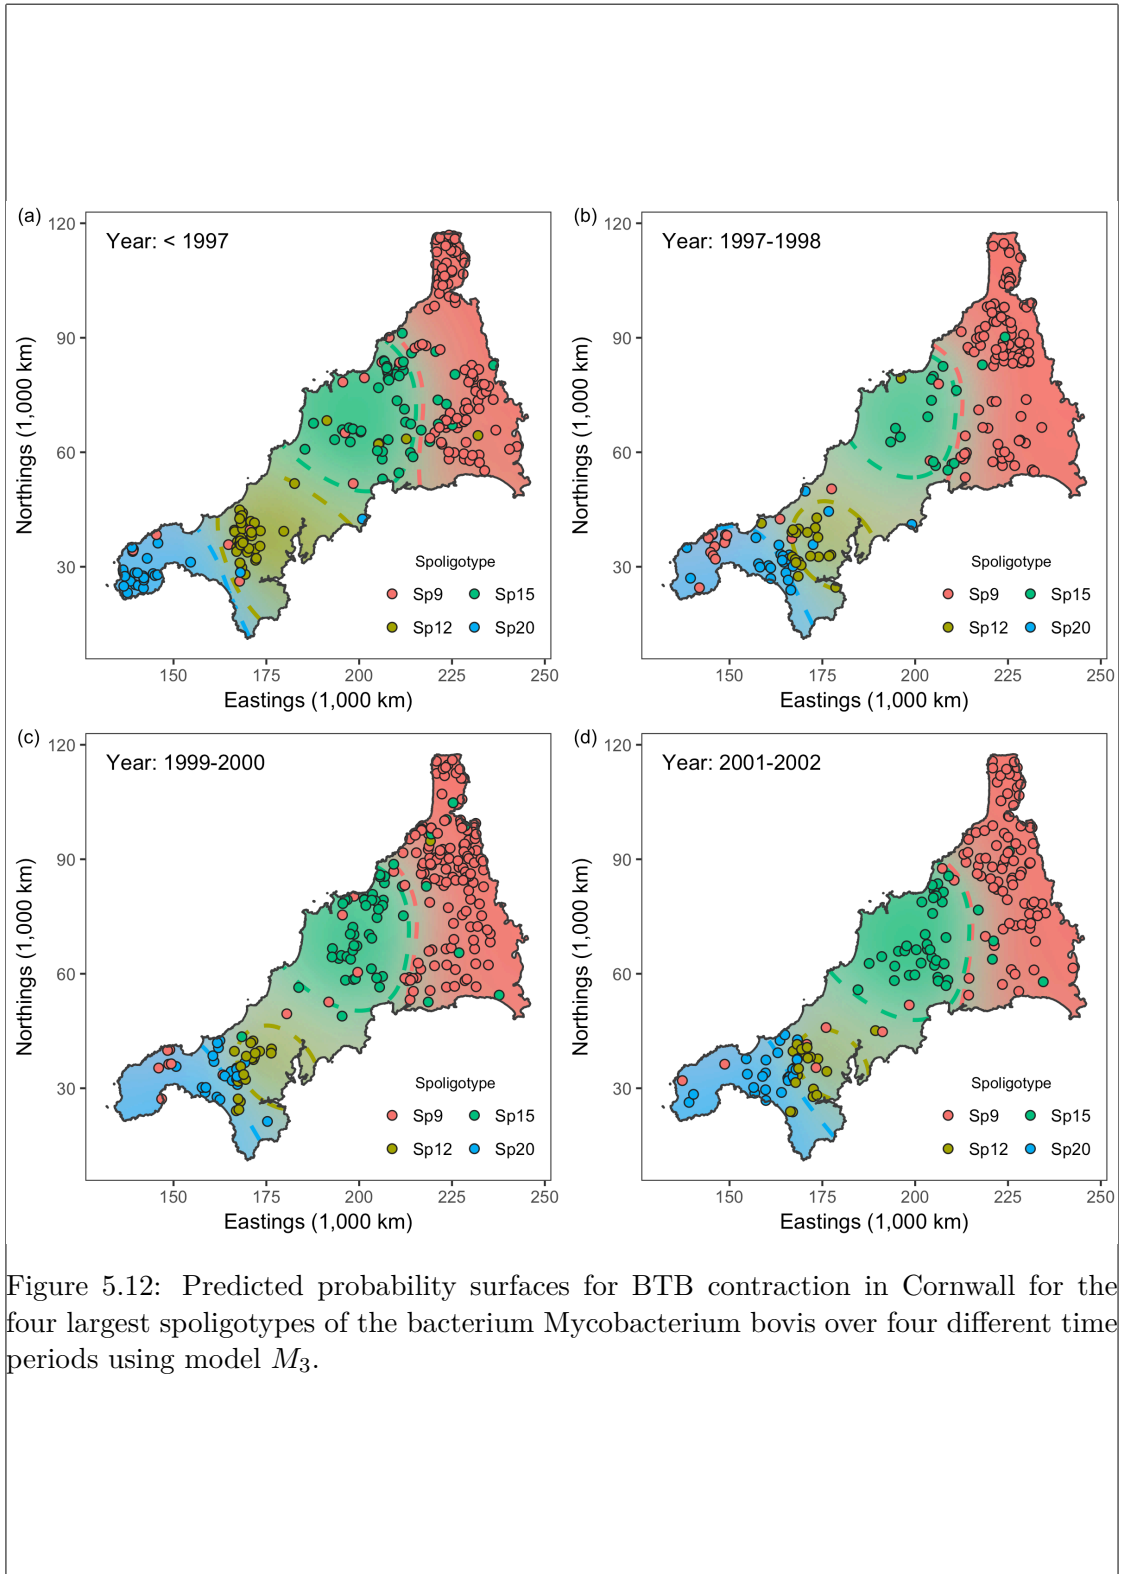 (a)
120
Year: < 1997
90
60
30
Northings (1,000 km)
Spoligotype
Sp9
Sp15
Sp12
Sp20
150
175
200
225
250
Eastings (1,000 km)
(b)
120
Year: 1997-1998
90
60
30
Northings (1,000 km)
Spoligotype
Sp9
Sp15
Sp12
Sp20
150
175
200
225
250
Eastings (1,000 km)
(c)
120
Year: 1999-2000
90
60
30
Northings (1,000 km)
Spoligotype
Sp9
Sp15
Sp12
Sp20
150
175
200
225
250
Eastings (1,000 km)
(d)
120
Year: 2001-2002
90
60
30
Northings (1,000 km)
Spoligotype
Sp9
Sp15
Sp12
Sp20
150
175
200
225
250
Eastings (1,000 km)
Figure 5.12: Predicted probability surfaces for BTB contraction in Cornwall for the
four largest spoligotypes of the bacterium Mycobacterium bovis over four different time
periods using model M₃.